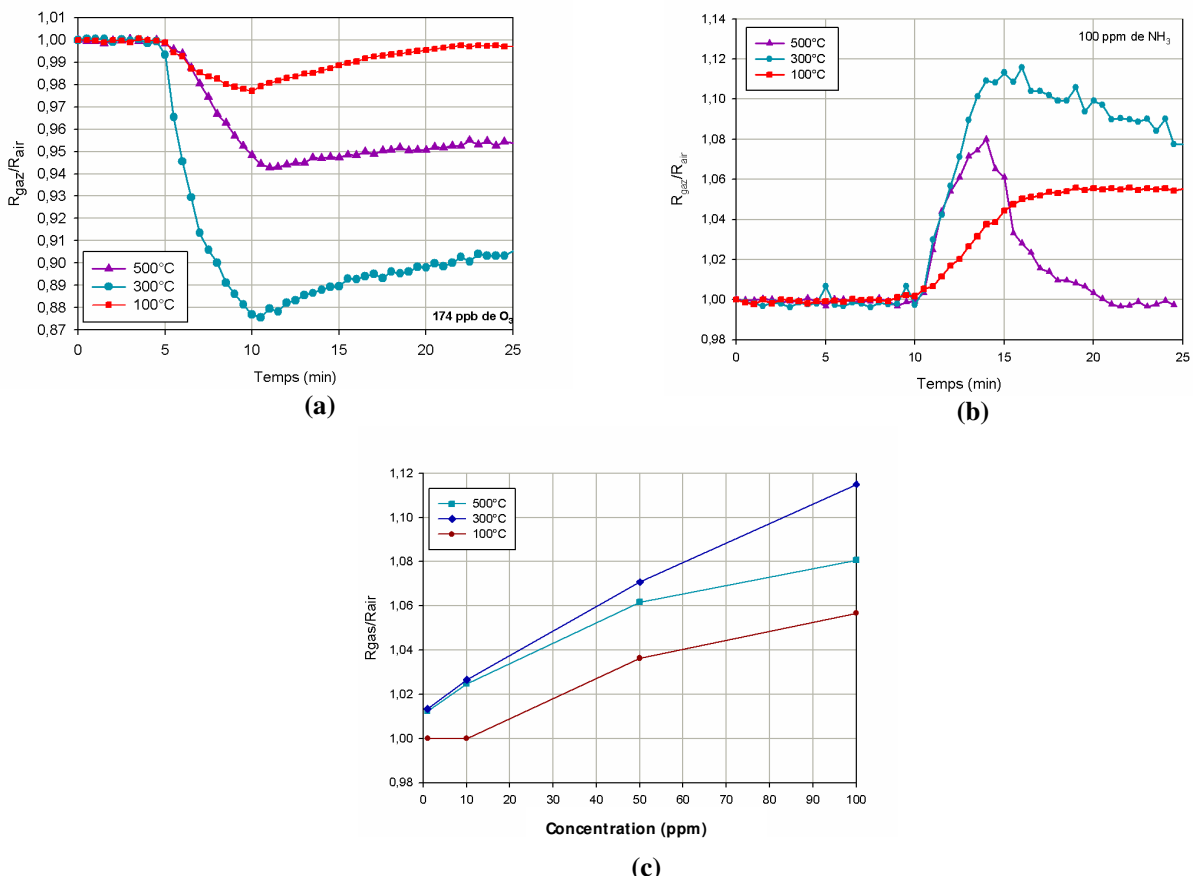 1,01
1,00
0,99
0,98
0,97
0,96
0,95
0,94
0,93
0,92
0,91
0,90
0,89
0,88
0,87
Rgaz/Rair
500°C
300°C
100°C
174 ppb de O3
0 5 10 15 20 25
Temps (min)
(a)
1,14
1,12
1,10
1,08
1,06
1,04
1,02
1,00
0,98
Rgaz/Rair
500°C
300°C
100°C
100 ppm de NH3
0 5 10 15 20 25
Temps (min)
(b)
1,12
1,10
1,08
1,06
1,04
1,02
1,00
0,98
Rgas/Rair
500°C
300°C
100°C
0 10 20 30 40 50 60 70 80 90 100
Concentration (ppm)
(c)